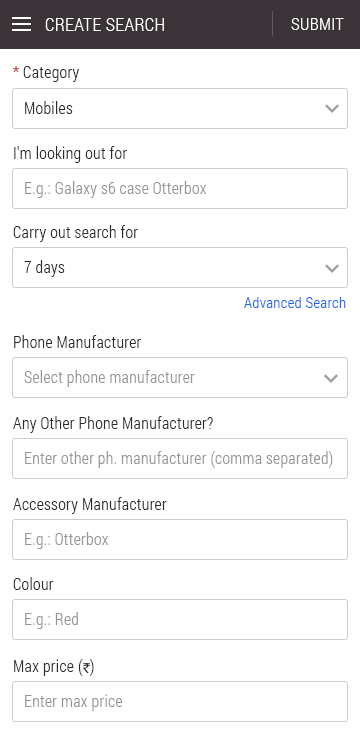 CREATE SEARCH SUBMIT
* Category
Mobiles
I'm looking out for
E.g.: Galaxy s6 case Otterbox
Carry out search for
7 days
Advanced Search
Phone Manufacturer
Select phone manufacturer
Any Other Phone Manufacturer?
Enter other ph. manufacturer (comma separated)
Accessory Manufacturer
E.g.: Otterbox
Colour
E.g.: Red
Max price (₹)
Enter max price